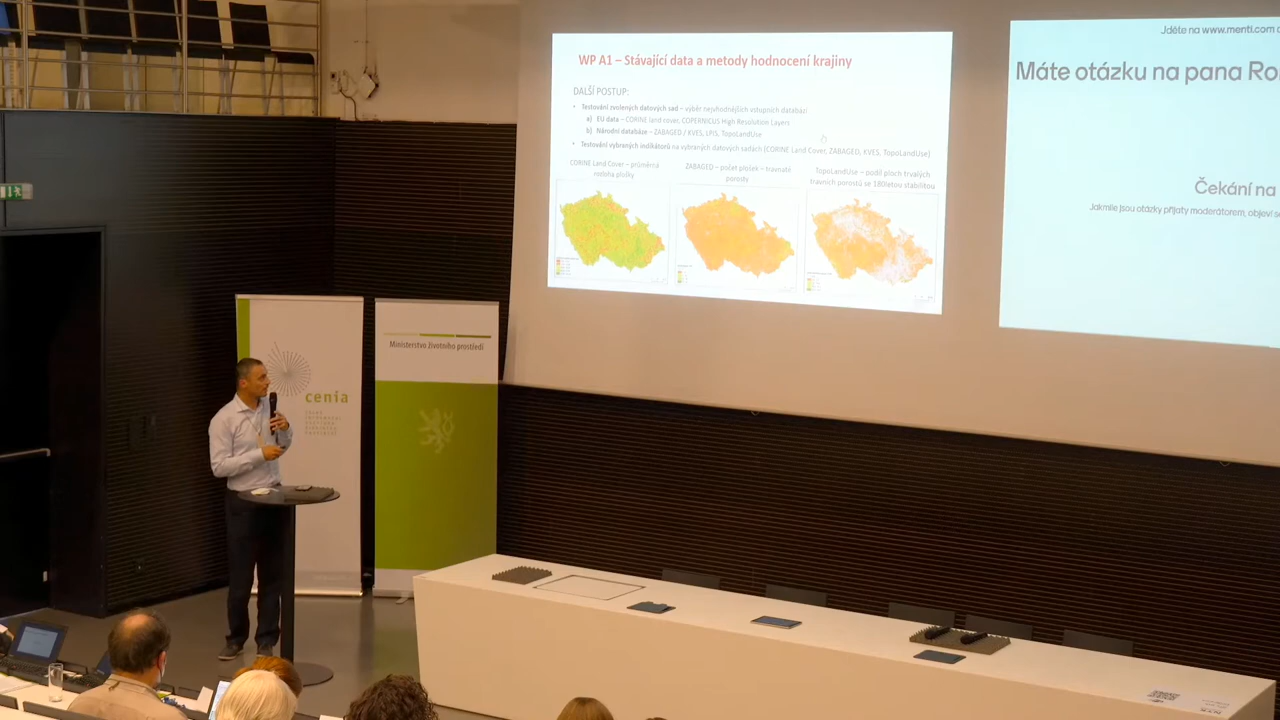 WP A1 – Stávající data a metody hodnocení krajiny
DALŠÍ POSTUP:
• Testování zvolených datových sad – výběr nejvhodnějších vstupních databází
a) EU data – CORINE land cover, COPERNICUS High Resolution Layers
b) Národní databáze – ZABAGED / KVES, LPIS, TopoLandUse
• Testování vybraných indikátorů na vybraných datových sadách (CORINE Land Cover, ZABAGED, KVES, TopoLandUse)
CORINE Land Cover – průměrná
rozloha plošky
ZABAGED – počet plošek – travnaté
porosty
TopoLandUse – podíl ploch trvalých
travních porostů se 180letou stabilitou
Jděte na www.menti.com
Máte otázku na pana Ro
Čekání na
Jakmile jsou otázky přijaty moderátorem, objeví s
cenia
Ministerstvo životního prostředí